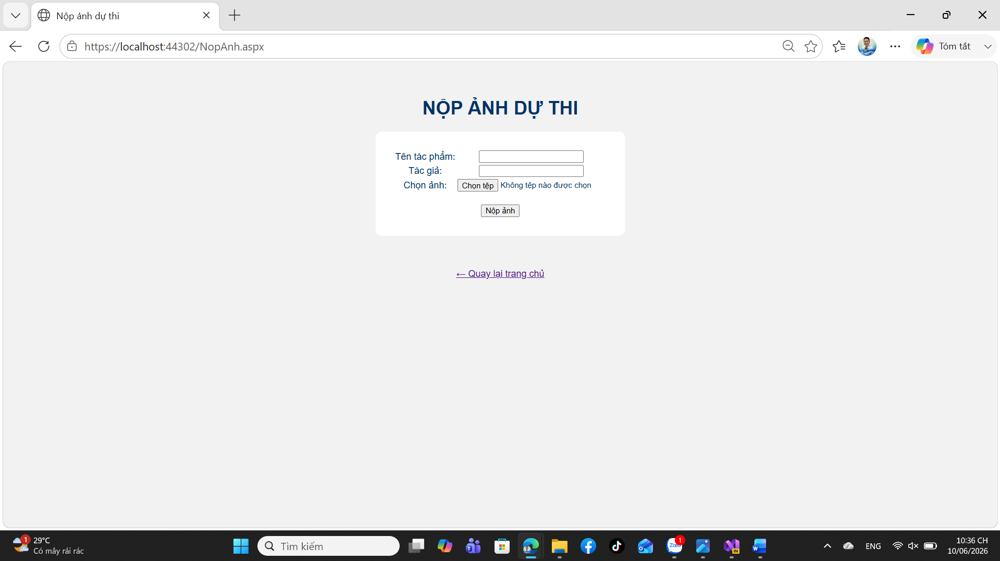 Nộp ảnh dự thi
https://localhost:44302/NopAnh.aspx
Tóm tắt
NỘP ẢNH DỰ THI
Tên tác phẩm:
Tác giả:
Chọn ảnh: Chọn tệp Không tệp nào được chọn
Nộp ảnh
← Quay lại trang chủ
1
29°C
Có mây rải rác
Tìm kiếm
Zalo
1
IN
W
ENG
10:36 CH
10/06/2026